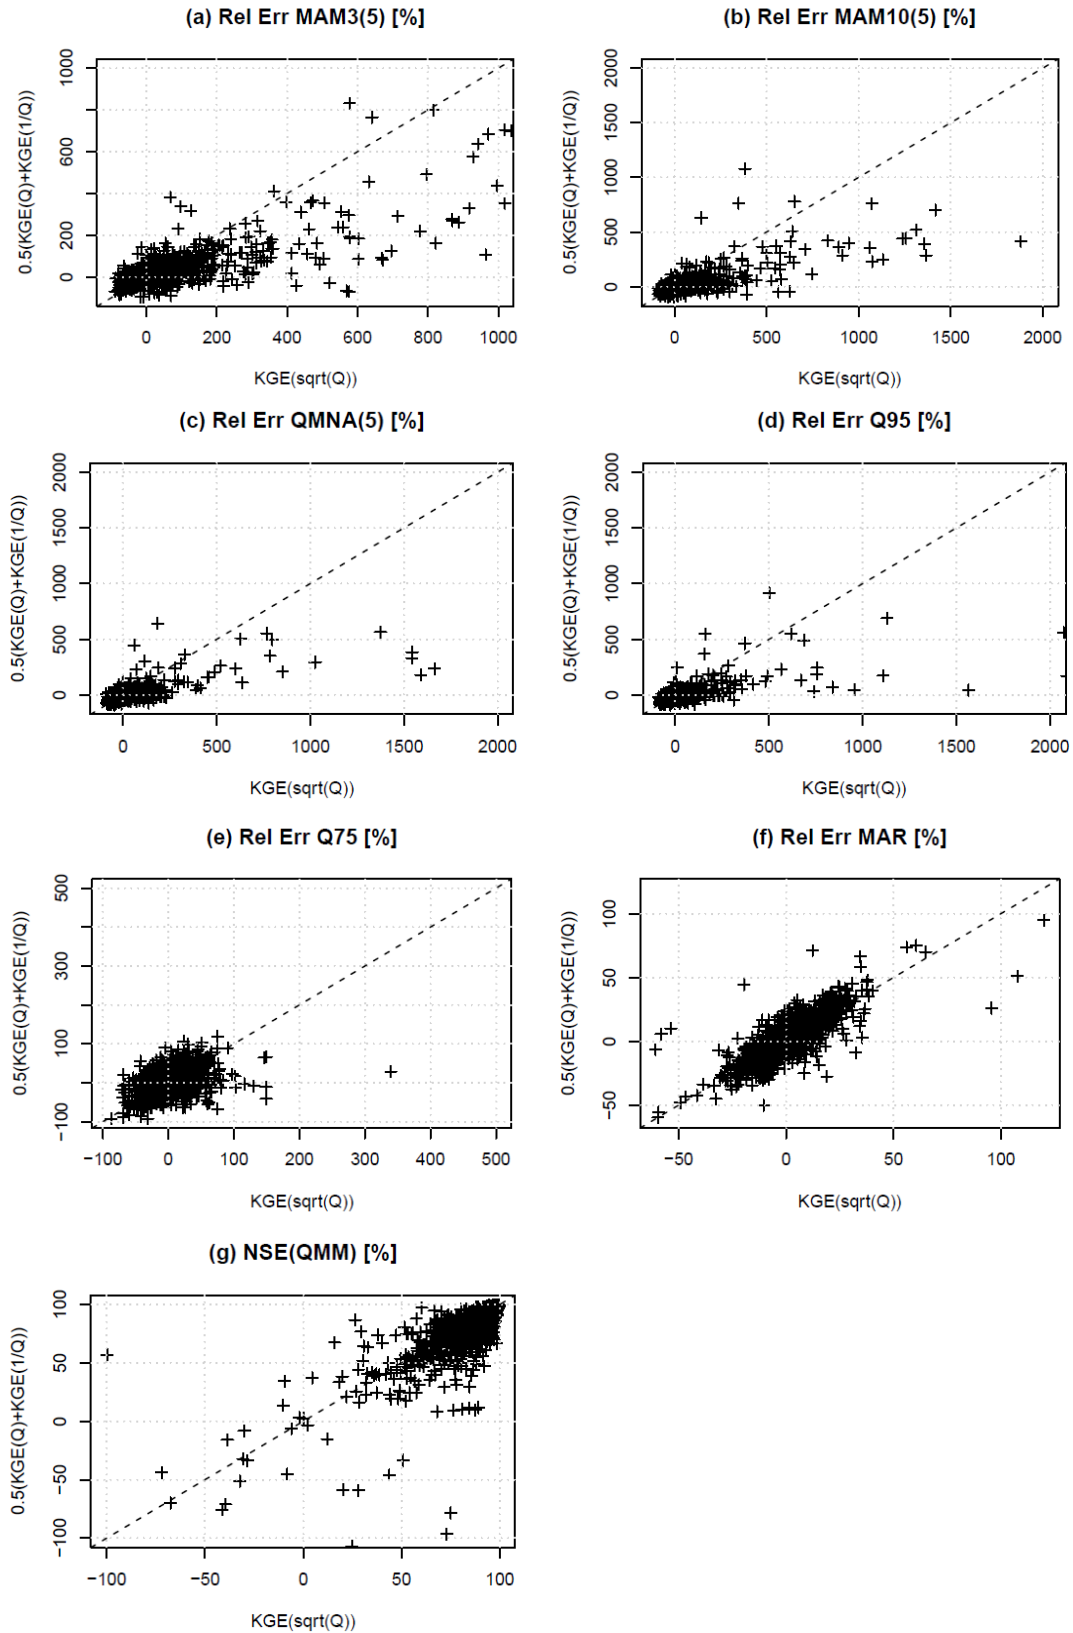 (a) Rel Err MAM3(5) [%]
0.5(KGE(Q)+KGE(1/Q))
1000
600
200
0
0 200 400 600 800 1000
KGE(sqrt(Q))
(b) Rel Err MAM10(5) [%]
0.5(KGE(Q)+KGE(1/Q))
2000
1500
1000
500
0
0 500 1000 1500 2000
KGE(sqrt(Q))
(c) Rel Err QMNA(5) [%]
0.5(KGE(Q)+KGE(1/Q))
2000
1500
1000
500
0
0 500 1000 1500 2000
KGE(sqrt(Q))
(d) Rel Err Q95 [%]
0.5(KGE(Q)+KGE(1/Q))
2000
1500
1000
500
0
0 500 1000 1500 2000
KGE(sqrt(Q))
(e) Rel Err Q75 [%]
0.5(KGE(Q)+KGE(1/Q))
500
300
100
−100
−100 0 100 200 300 400 500
KGE(sqrt(Q))
(f) Rel Err MAR [%]
0.5(KGE(Q)+KGE(1/Q))
100
50
0
−50
−50 0 50 100
KGE(sqrt(Q))
(g) NSE(QMM) [%]
0.5(KGE(Q)+KGE(1/Q))
100
50
0
−50
−100
−100 −50 0 50 100
KGE(sqrt(Q))